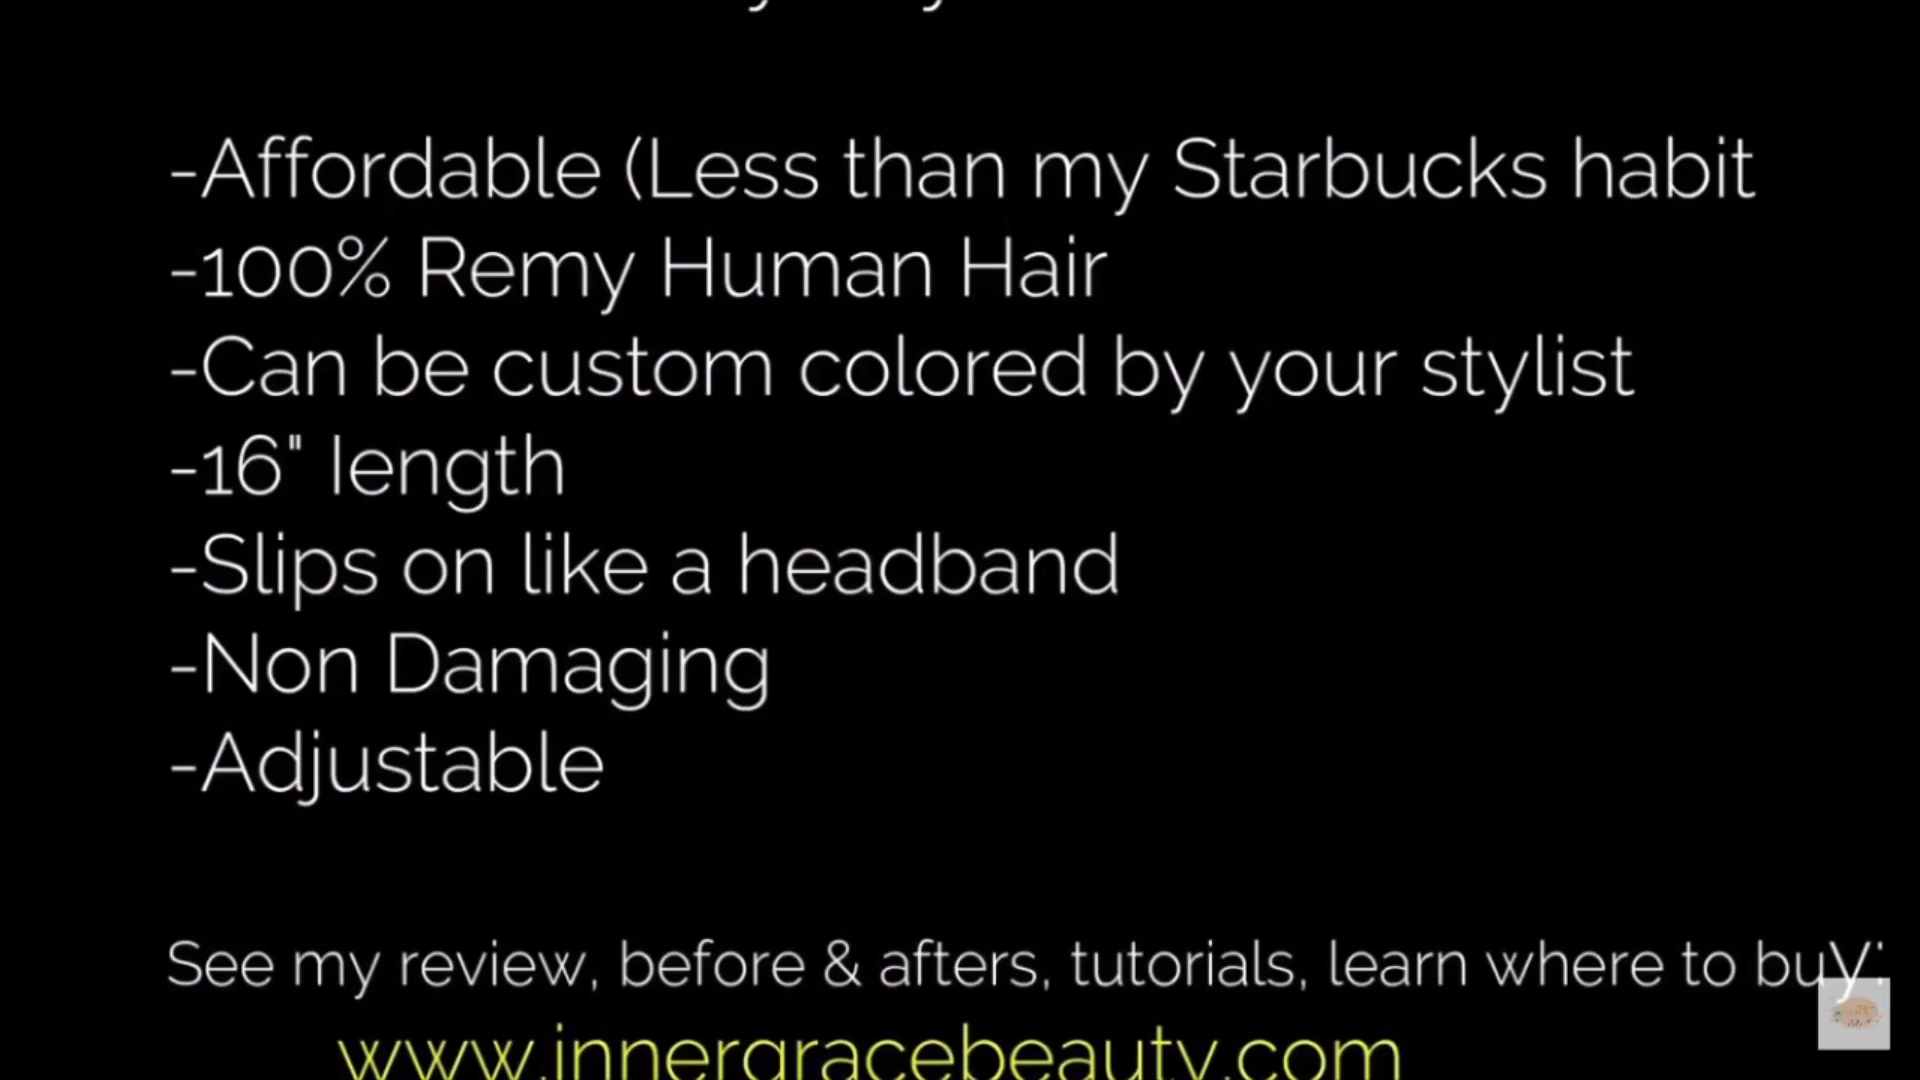 -Affordable (Less than my Starbucks habit
-100% Remy Human Hair
-Can be custom colored by your stylist
-16" length
-Slips on like a headband
-Non Damaging
-Adjustable
See my review, before & afters, tutorials, learn where to buy:
www.innergracebeauty.com